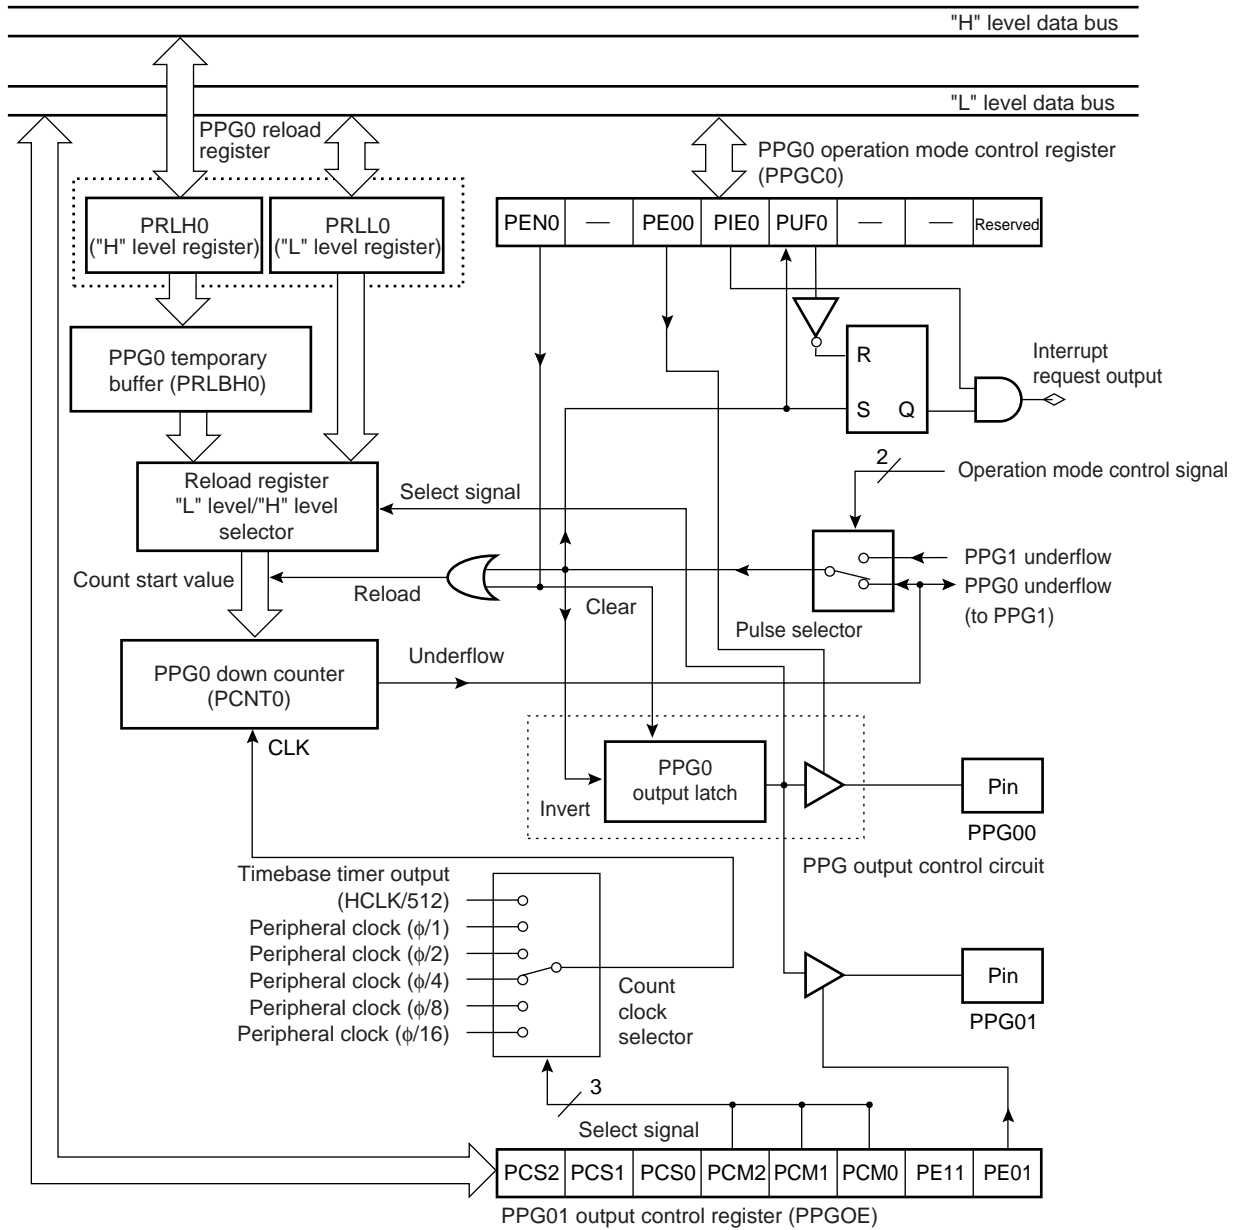 "H" level data bus
"L" level data bus
PPG0 reload
register
PPG0 operation mode control register
(PPGC0)
PRLH0
("H" level register)
PRLL0
("L" level register)
PEN0
—
PE00
PIE0
PUF0
—
—
Reserved
PPG0 temporary
buffer (PRLBH0)
R
S
Q
Interrupt
request output
Reload register
"L" level/"H" level
selector
Select signal
2
Operation mode control signal
Count start value
Reload
Clear
PPG1 underflow
PPG0 underflow
(to PPG1)
Pulse selector
PPG0 down counter
(PCNT0)
Underflow
CLK
PPG0
output latch
Invert
Pin
PPG00
PPG output control circuit
Timebase timer output
(HCLK/512)
Peripheral clock (ϕ/1)
Peripheral clock (ϕ/2)
Peripheral clock (ϕ/4)
Peripheral clock (ϕ/8)
Peripheral clock (ϕ/16)
Count
clock
selector
Pin
PPG01
3
Select signal
PCS2
PCS1
PCS0
PCM2
PCM1
PCM0
PE11
PE01
PPG01 output control register (PPGOE)